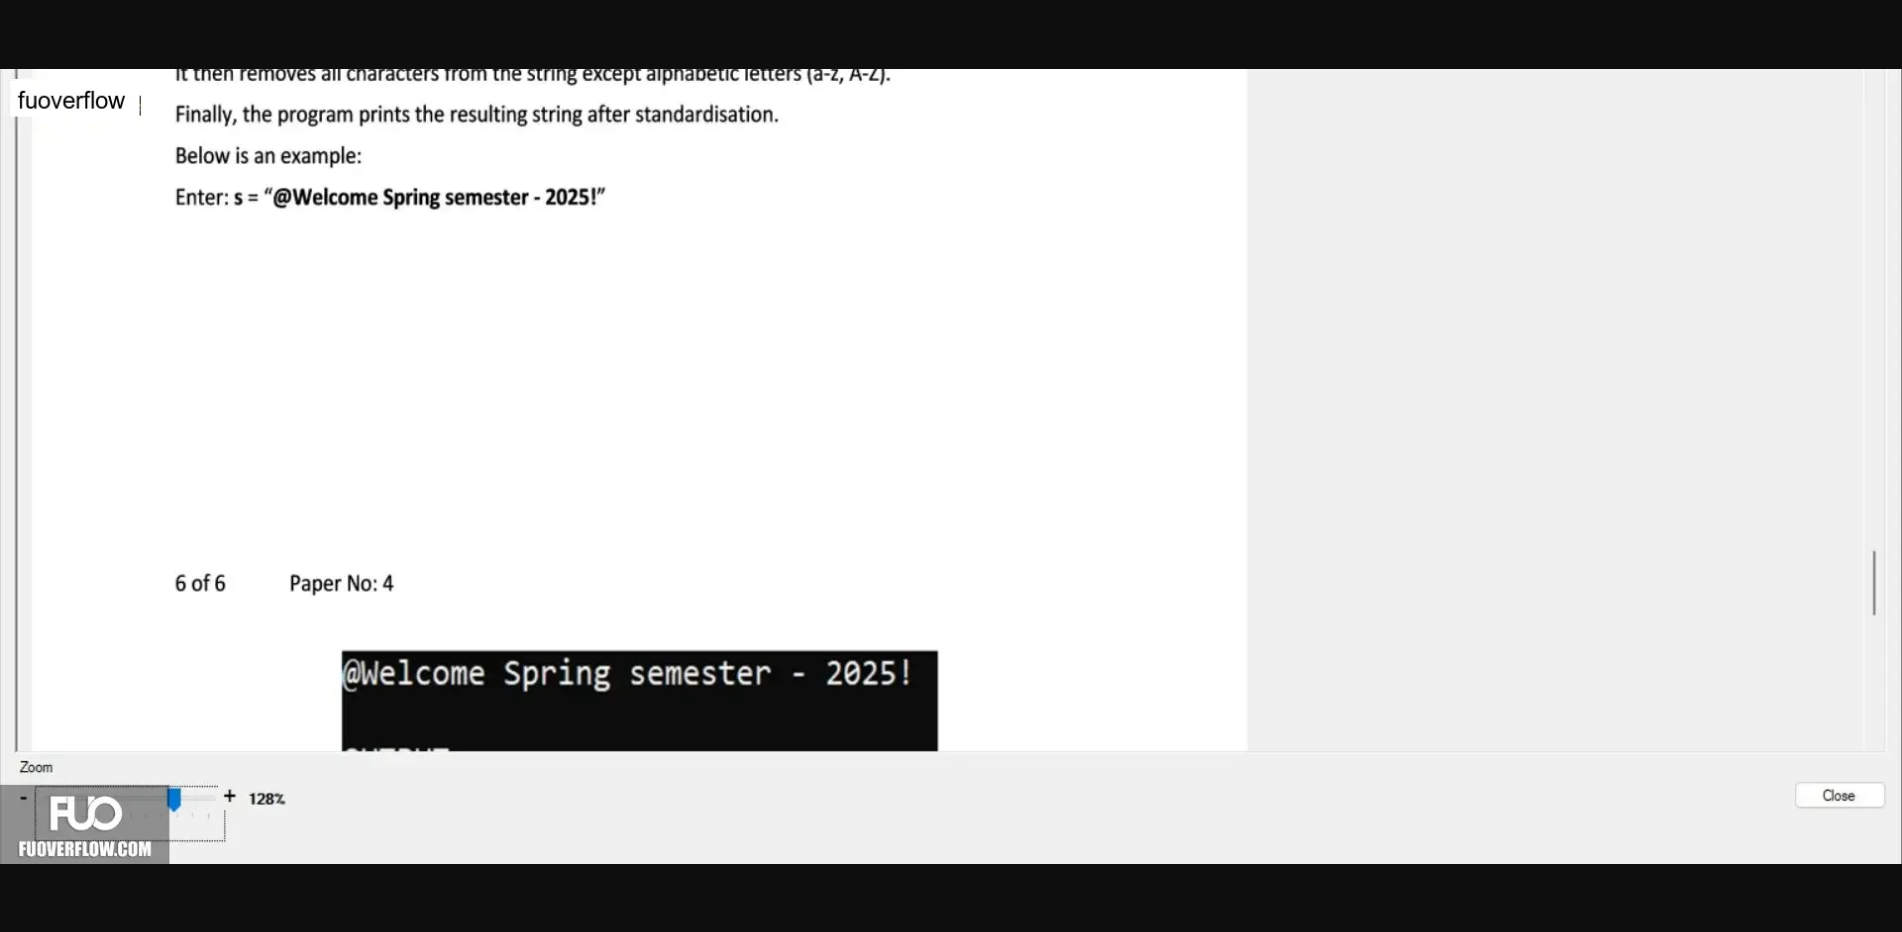 It then removes all characters from the string except alphabetic letters (a-z, A-Z).
fuoverflow
Finally, the program prints the resulting string after standardisation.
Below is an example:
Enter: s = “@Welcome Spring semester - 2025!”
6 of 6 Paper No: 4
@Welcome Spring semester - 2025!
OUTPUT
Zoom
- + 128%
Close
FUO
FUOVERFLOW.COM